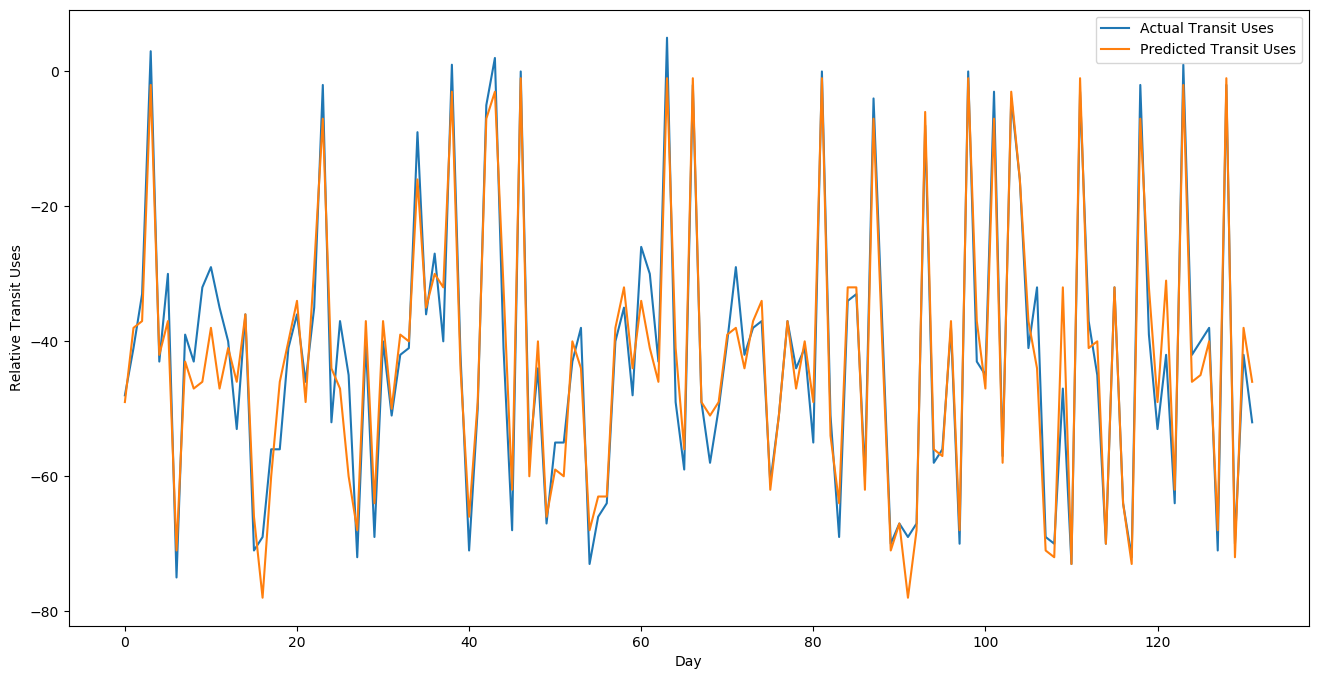 Actual Transit Uses
Predicted Transit Uses
Relative Transit Uses
0
−20
−40
−60
−80
0 20 40 60 80 100 120
Day